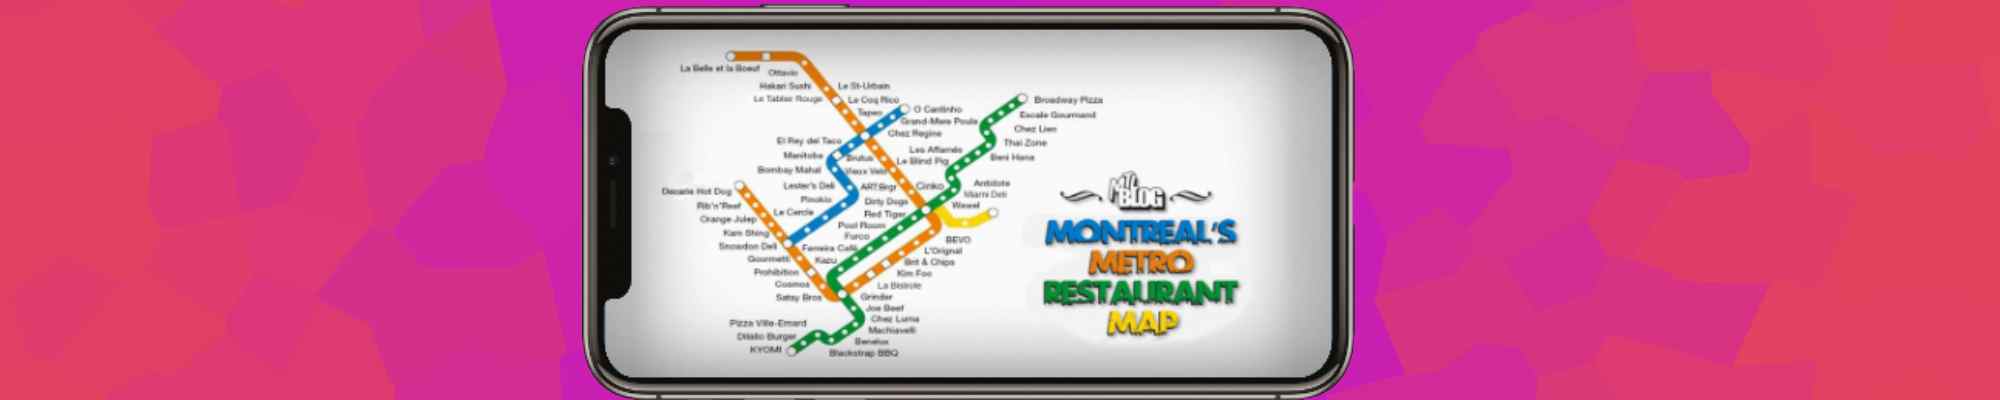 La Belle et la Boeuf
Ottavio
Hakari Sushi
Le St-Urbain
Le Tablier Rouge
Le Coq Rico
Tapeo
O Cantinho
Grand-Mere Poule
Chez Regine
Broadway Pizza
Escale Gourmand
Chez Lien
Thai Zone
Beni Hana
El Rey del Taco
Manitoba
Brutus
Les Affamés
Le Blind Pig
Bombay Mahal
Vieux Velo
Lester's Deli
ARTBrgr
Cinko
Antidote
Miami Deli
Decarie Hot Dog
Pinokio
Dirty Dogs
Wawel
Rib'n'Reef
Le Cercle
Red Tiger
Orange Julep
Pool Room
Kam Shing
Furco
BEVO
Snowdon Deli
Ferreira Café
L'Orignal
Gourmetti
Kazu
Brit & Chips
Prohibition
Kim Foo
Cosmos
La Bistrole
Satay Bros
Grinder
Joe Beef
Pizza Ville-Emard
Chez Luma
Dilallo Burger
Machiavelli
KYOMI
Benelux
Blackstrap BBQ
MTL
BLOG
MONTREAL'S
METRO
RESTAURANT
MAP